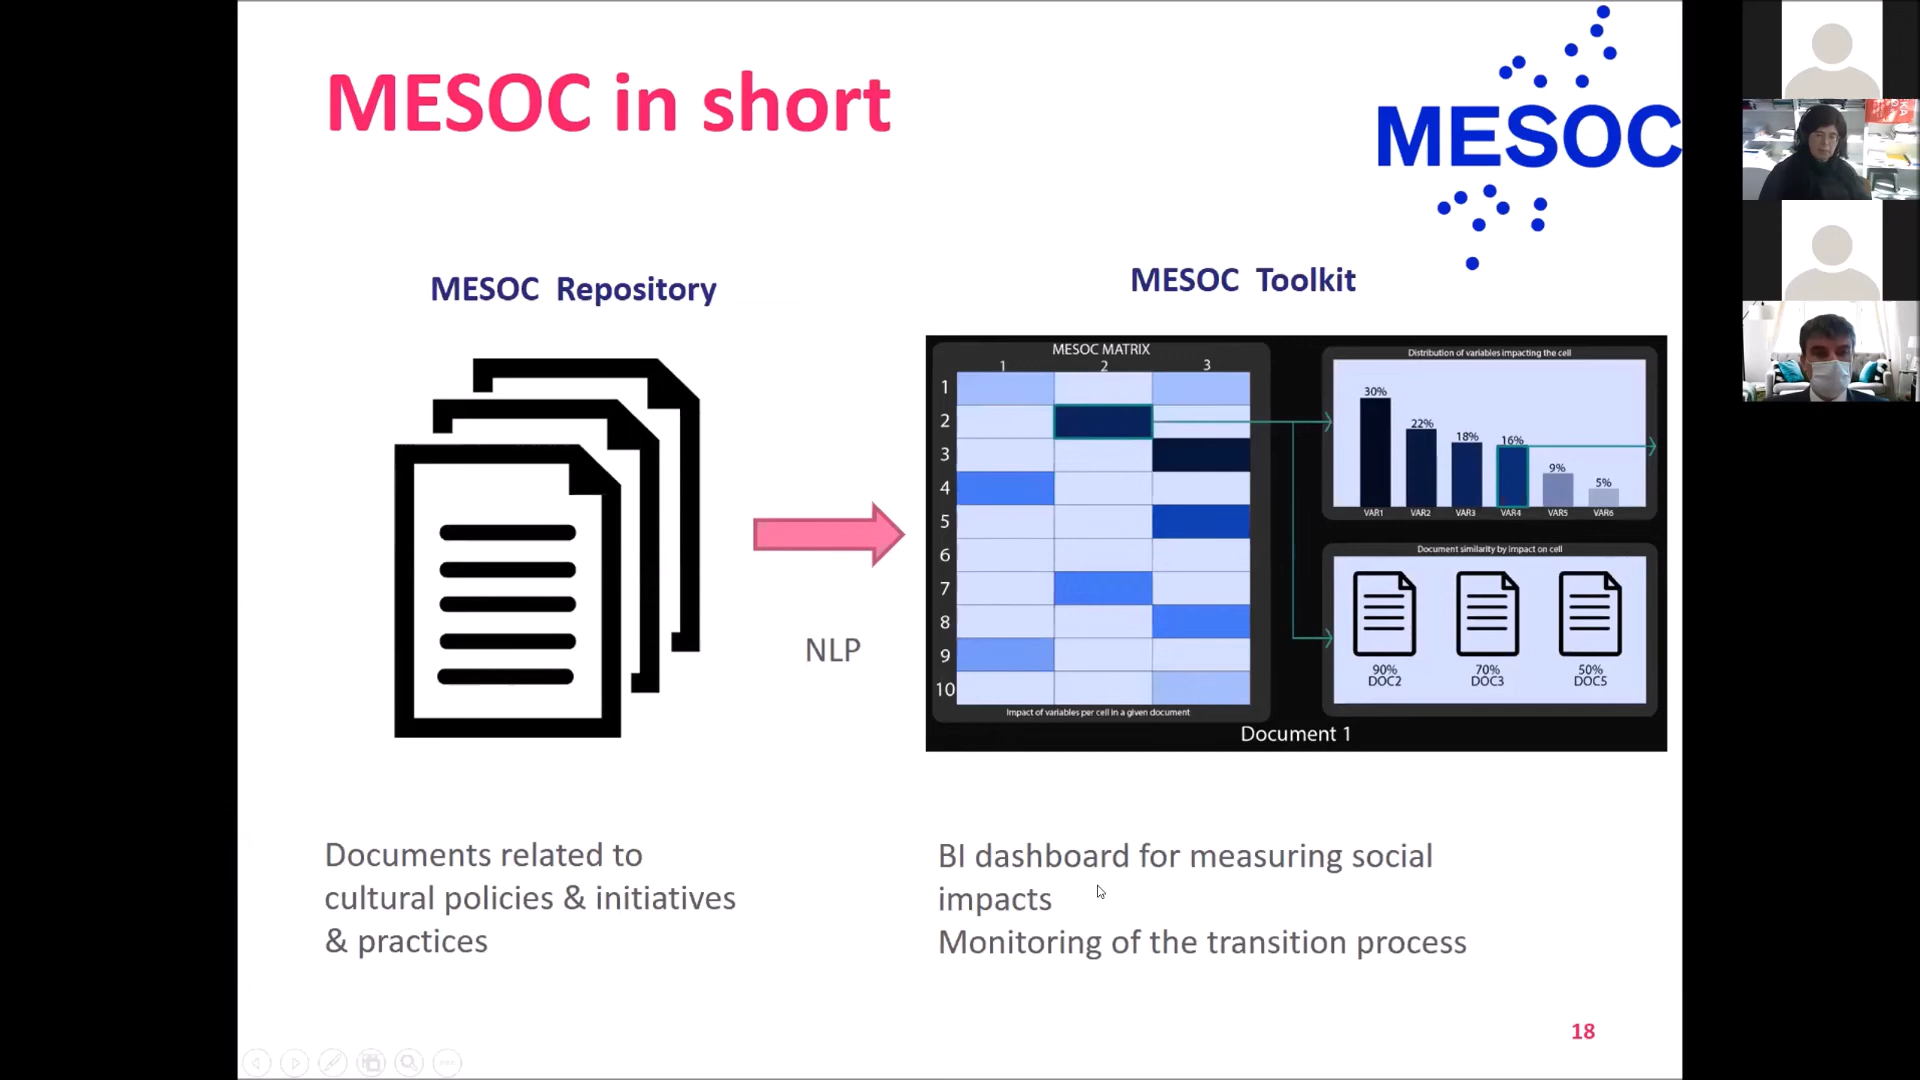 MESOC in short
MESOC
MESOC Repository
MESOC Toolkit
NLP
MESOC MATRIX
1 2 3
1
2
3
4
5
6
7
8
9
10
Impact of variables per cell in a given document
Distribution of variables impacting the cell
30%
22%
18%
16%
9%
5%
VAR1 VAR2 VAR3 VAR4 VAR5 VAR6
Document similarity by impact on cell
90% 70% 50%
DOC2 DOC3 DOC5
Document 1
Documents related to
cultural policies & initiatives
& practices
BI dashboard for measuring social
impacts
Monitoring of the transition process
18